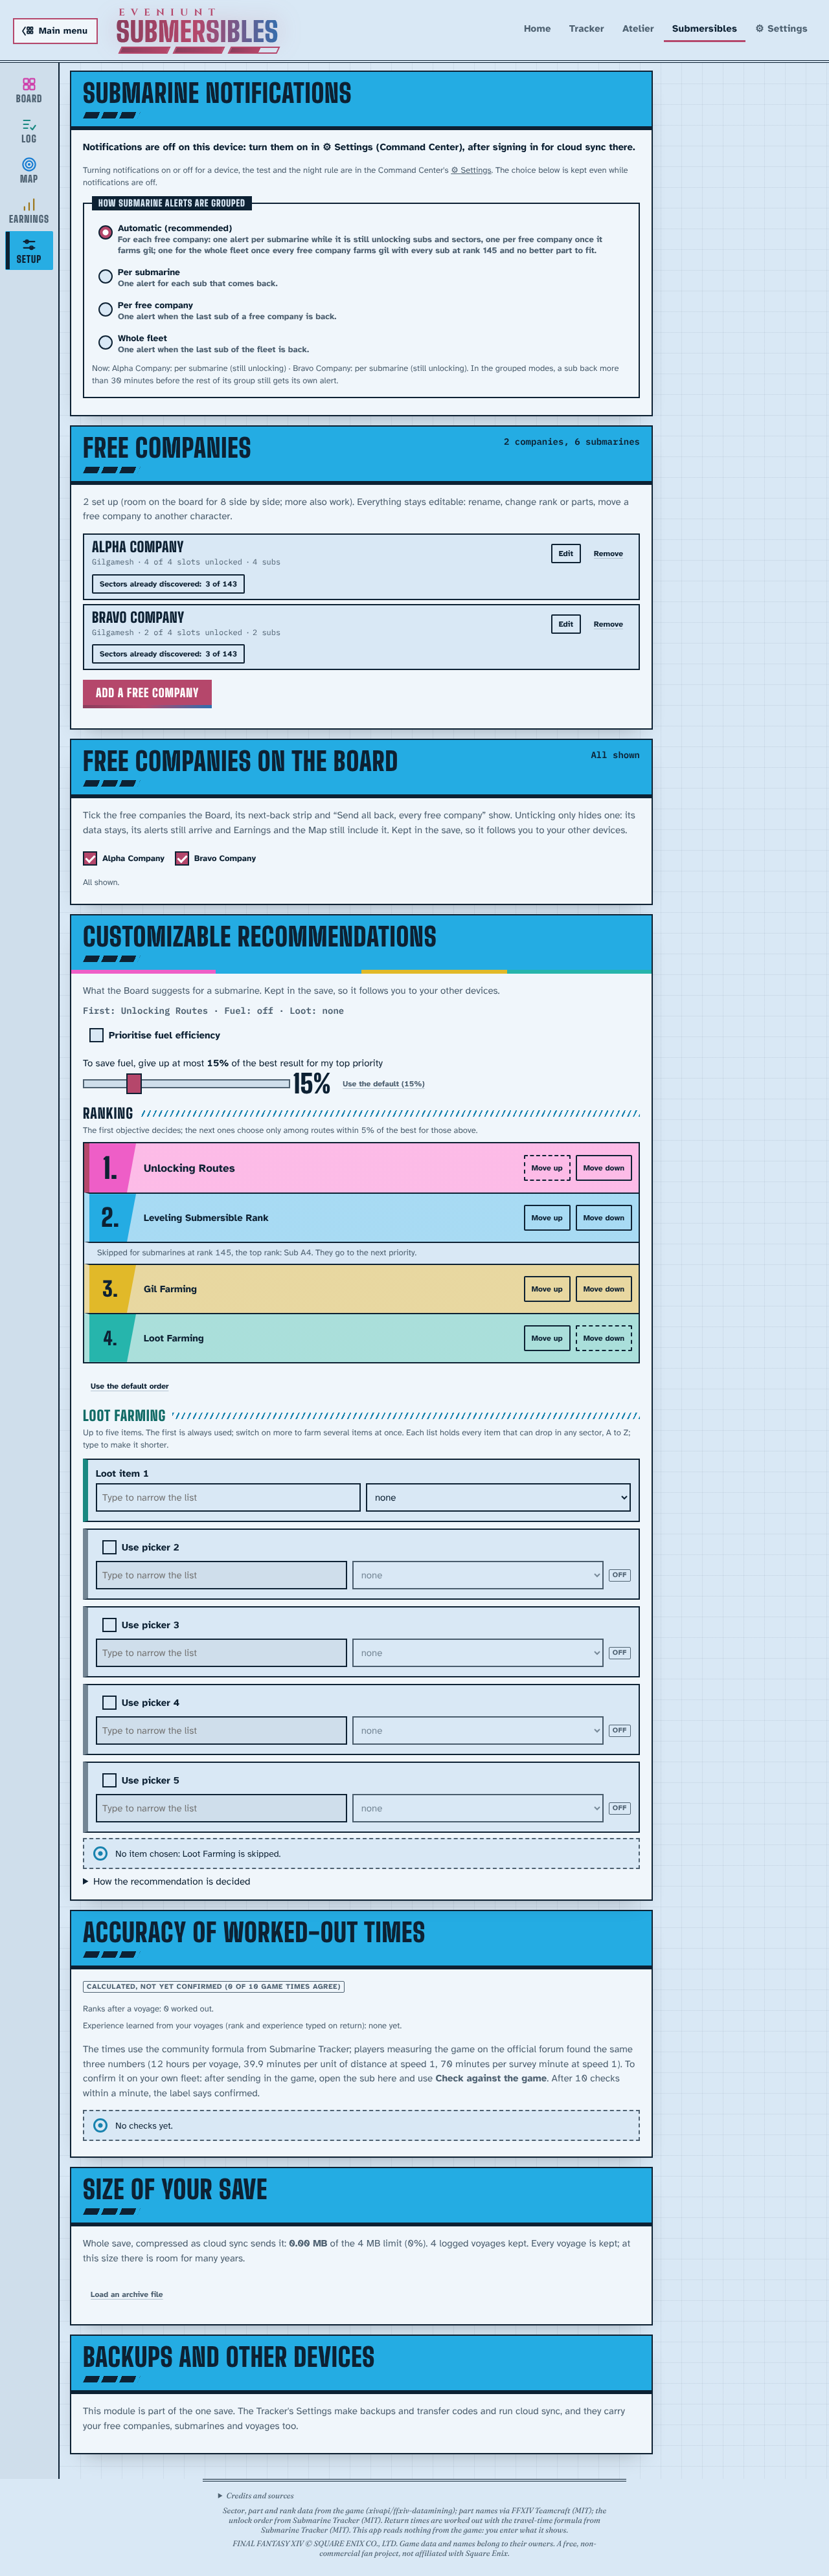 Main menu
EVENIUNT
SUBMERSIBLES
Home
Tracker
Atelier
Submersibles
⚙ Settings
BOARD
LOG
MAP
EARNINGS
SETUP
SUBMARINE NOTIFICATIONS
Notifications are off on this device: turn them on in ⚙ Settings (Command Center), after signing in for cloud sync there.
Turning notifications on or off for a device, the test and the night rule are in the Command Center's ⚙ Settings. The choice below is kept even while
notifications are off.
HOW SUBMARINE ALERTS ARE GROUPED
Automatic (recommended)
For each free company: one alert per submarine while it is still unlocking subs and sectors, one per free company once it
farms gil; one for the whole fleet once every free company farms gil with every sub at rank 145 and no better part to fit.
Per submarine
One alert for each sub that comes back.
Per free company
One alert when the last sub of a free company is back.
Whole fleet
One alert when the last sub of the fleet is back.
Now: Alpha Company: per submarine (still unlocking) · Bravo Company: per submarine (still unlocking). In the grouped modes, a sub back more
than 30 minutes before the rest of its group still gets its own alert.
FREE COMPANIES
2 companies, 6 submarines
2 set up (room on the board for 8 side by side; more also work). Everything stays editable: rename, change rank or parts, move a
free company to another character.
ALPHA COMPANY
Gilgamesh · 4 of 4 slots unlocked · 4 subs
Edit
Remove
Sectors already discovered: 3 of 143
BRAVO COMPANY
Gilgamesh · 2 of 4 slots unlocked · 2 subs
Edit
Remove
Sectors already discovered: 3 of 143
ADD A FREE COMPANY
FREE COMPANIES ON THE BOARD
All shown
Tick the free companies the Board, its next-back strip and “Send all back, every free company” show. Unticking only hides one: its
data stays, its alerts still arrive and Earnings and the Map still include it. Kept in the save, so it follows you to your other devices.
Alpha Company
Bravo Company
All shown.
CUSTOMIZABLE RECOMMENDATIONS
What the Board suggests for a submarine. Kept in the save, so it follows you to your other devices.
First: Unlocking Routes · Fuel: off · Loot: none
Prioritise fuel efficiency
To save fuel, give up at most 15% of the best result for my top priority
15%
Use the default (15%)
RANKING
The first objective decides; the next ones choose only among routes within 5% of the best for those above.
1.
Unlocking Routes
Move up
Move down
2.
Leveling Submersible Rank
Move up
Move down
Skipped for submarines at rank 145, the top rank: Sub A4. They go to the next priority.
3.
Gil Farming
Move up
Move down
4.
Loot Farming
Move up
Move down
Use the default order
LOOT FARMING
Up to five items. The first is always used; switch on more to farm several items at once. Each list holds every item that can drop in any sector, A to Z;
type to make it shorter.
Loot item 1
Type to narrow the list
none
Use picker 2
Type to narrow the list
none
OFF
Use picker 3
Type to narrow the list
none
OFF
Use picker 4
Type to narrow the list
none
OFF
Use picker 5
Type to narrow the list
none
OFF
No item chosen: Loot Farming is skipped.
How the recommendation is decided
ACCURACY OF WORKED-OUT TIMES
CALCULATED, NOT YET CONFIRMED (0 OF 10 GAME TIMES AGREE)
Ranks after a voyage: 0 worked out.
Experience learned from your voyages (rank and experience typed on return): none yet.
The times use the community formula from Submarine Tracker; players measuring the game on the official forum found the same
three numbers (12 hours per voyage, 39.9 minutes per unit of distance at speed 1, 70 minutes per survey minute at speed 1). To
confirm it on your own fleet: after sending in the game, open the sub here and use Check against the game. After 10 checks
within a minute, the label says confirmed.
No checks yet.
SIZE OF YOUR SAVE
Whole save, compressed as cloud sync sends it: 0.00 MB of the 4 MB limit (0%). 4 logged voyages kept. Every voyage is kept; at
this size there is room for many years.
Load an archive file
BACKUPS AND OTHER DEVICES
This module is part of the one save. The Tracker's Settings make backups and transfer codes and run cloud sync, and they carry
your free companies, submarines and voyages too.
Credits and sources
Sector, part and rank data from the game (xivapi/ffxiv-datamining); part names via FFXIV Teamcraft (MIT); the
unlock order from Submarine Tracker (MIT). Return times are worked out with the travel-time formula from
Submarine Tracker (MIT). This app reads nothing from the game: you enter what it shows.
FINAL FANTASY XIV © SQUARE ENIX CO., LTD. Game data and names belong to their owners. A free, non-
commercial fan project, not affiliated with Square Enix.